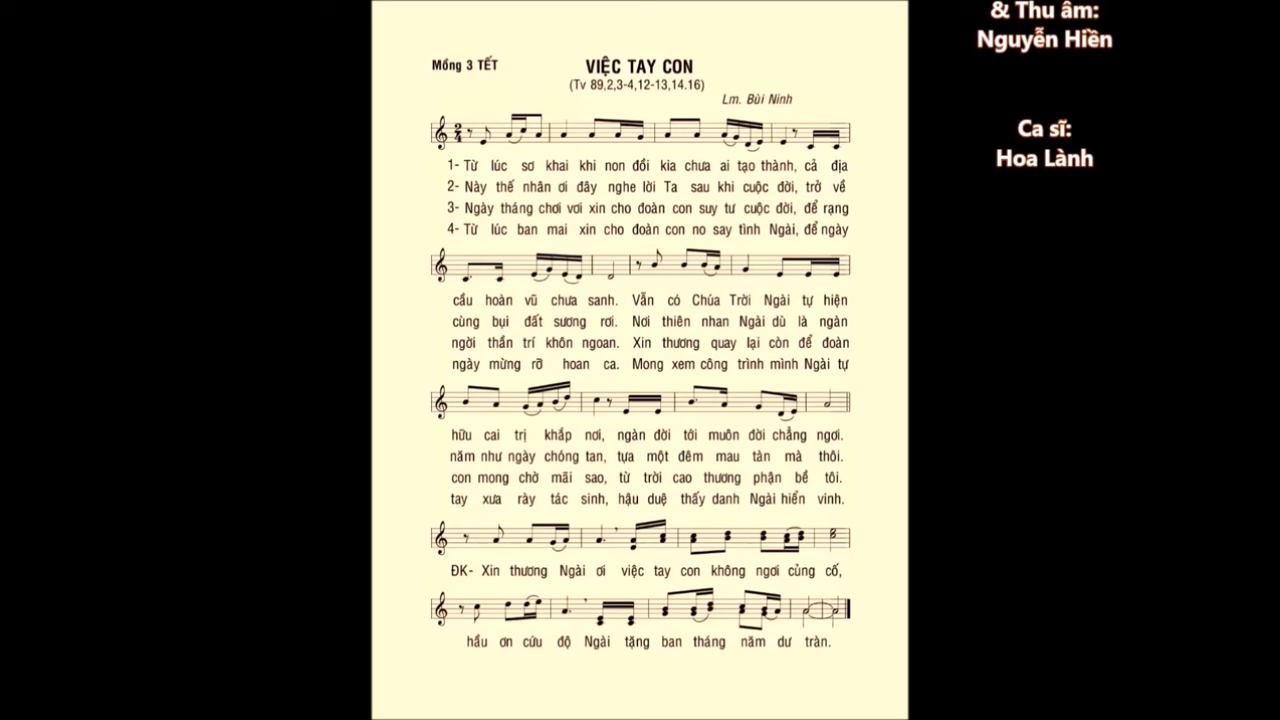 & Thu âm:
Nguyễn Hiền
Ca sĩ:
Hoa Lành
Mồng 3 TẾT
VIỆC TAY CON
(Tv 89,2,3-4,12-13,14.16)
Lm. Bùi Ninh
1- Từ lúc sơ khai khi non đồi kia chưa ai tạo thành, cả địa
2- Này thế nhân ơi đây nghe lời Ta sau khi cuộc đời, trở về
3- Ngày tháng chơi vơi xin cho đoàn con suy tư cuộc đời, để rạng
4- Từ lúc ban mai xin cho đoàn con no say tình Ngài, để ngày
cầu hoàn vũ chưa sanh. Vẫn có Chúa Trời Ngài tự hiện
cùng bụi đất sương rơi. Nơi thiên nhan Ngài dù là ngàn
ngời thần trí khôn ngoan. Xin thương quay lại còn để đoàn
ngày mừng rỡ hoan ca. Mong xem công trình mình Ngài tự
hữu cai trị khắp nơi, ngàn đời tới muôn đời chẳng ngơi.
năm như ngày chóng tan, tựa một đêm mau tàn mà thôi.
con mong chờ mãi sao, từ trời cao thương phận bề tôi.
tay xưa rày tác sinh, hậu duệ thấy danh Ngài hiển vinh.
ĐK- Xin thương Ngài ơi việc tay con không ngơi củng cố,
hầu ơn cứu độ Ngài tặng ban tháng năm dư tràn.